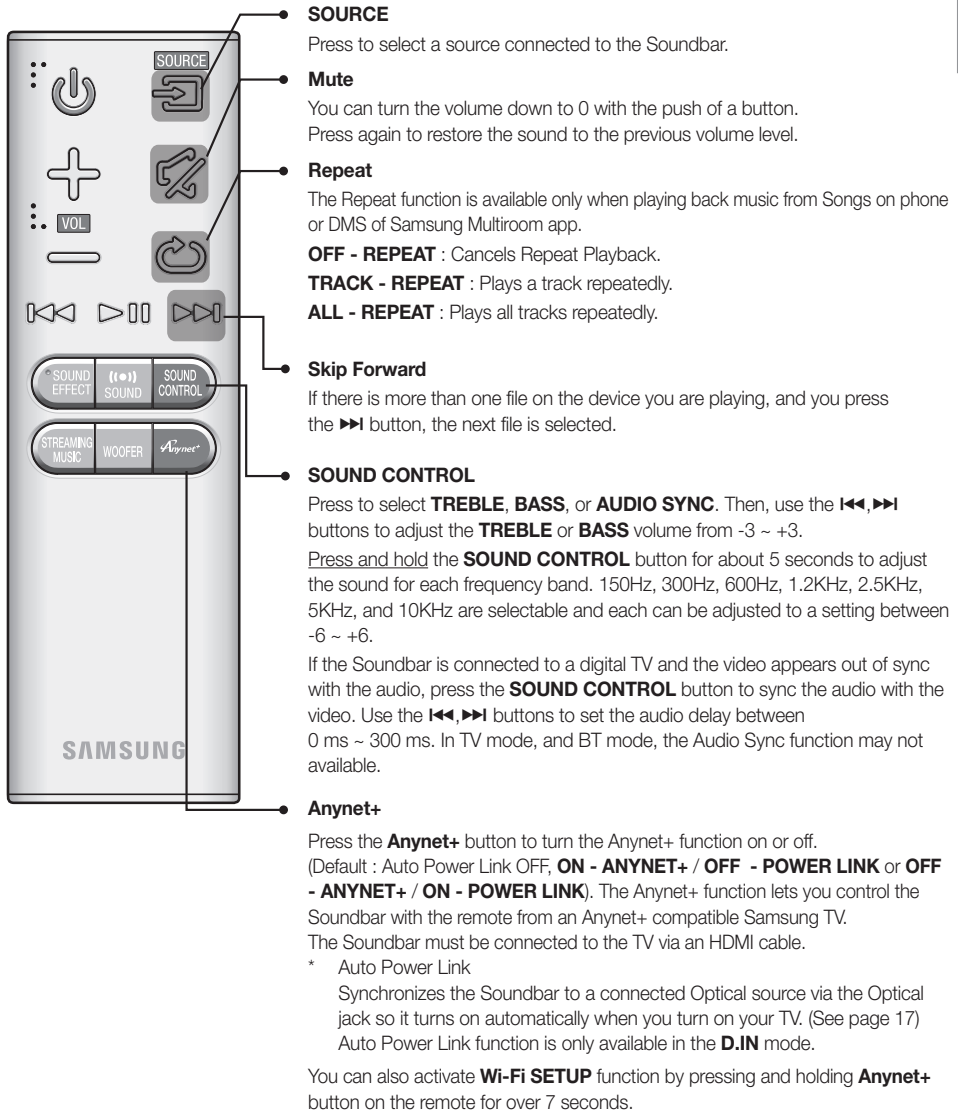 SOURCE
VOL
SOUND EFFECT
SOUND
SOUND CONTROL
STREAMING MUSIC
WOOFER
Anynet+
SAMSUNG
SOURCE
Press to select a source connected to the Soundbar.
Mute
You can turn the volume down to 0 with the push of a button.
Press again to restore the sound to the previous volume level.
Repeat
The Repeat function is available only when playing back music from Songs on phone
or DMS of Samsung Multiroom app.
OFF - REPEAT : Cancels Repeat Playback.
TRACK - REPEAT : Plays a track repeatedly.
ALL - REPEAT : Plays all tracks repeatedly.
Skip Forward
If there is more than one file on the device you are playing, and you press
the ▶▶I button, the next file is selected.
SOUND CONTROL
Press to select TREBLE, BASS, or AUDIO SYNC. Then, use the I◀◀,▶▶I
buttons to adjust the TREBLE or BASS volume from -3 ~ +3.
Press and hold the SOUND CONTROL button for about 5 seconds to adjust
the sound for each frequency band. 150Hz, 300Hz, 600Hz, 1.2KHz, 2.5KHz,
5KHz, and 10KHz are selectable and each can be adjusted to a setting between
-6 ~ +6.
If the Soundbar is connected to a digital TV and the video appears out of sync
with the audio, press the SOUND CONTROL button to sync the audio with the
video. Use the I◀◀,▶▶I buttons to set the audio delay between
0 ms ~ 300 ms. In TV mode, and BT mode, the Audio Sync function may not
available.
Anynet+
Press the Anynet+ button to turn the Anynet+ function on or off.
(Default : Auto Power Link OFF, ON - ANYNET+ / OFF - POWER LINK or OFF
- ANYNET+ / ON - POWER LINK). The Anynet+ function lets you control the
Soundbar with the remote from an Anynet+ compatible Samsung TV.
The Soundbar must be connected to the TV via an HDMI cable.
* Auto Power Link
Synchronizes the Soundbar to a connected Optical source via the Optical
jack so it turns on automatically when you turn on your TV. (See page 17)
Auto Power Link function is only available in the D.IN mode.
You can also activate Wi-Fi SETUP function by pressing and holding Anynet+
button on the remote for over 7 seconds.